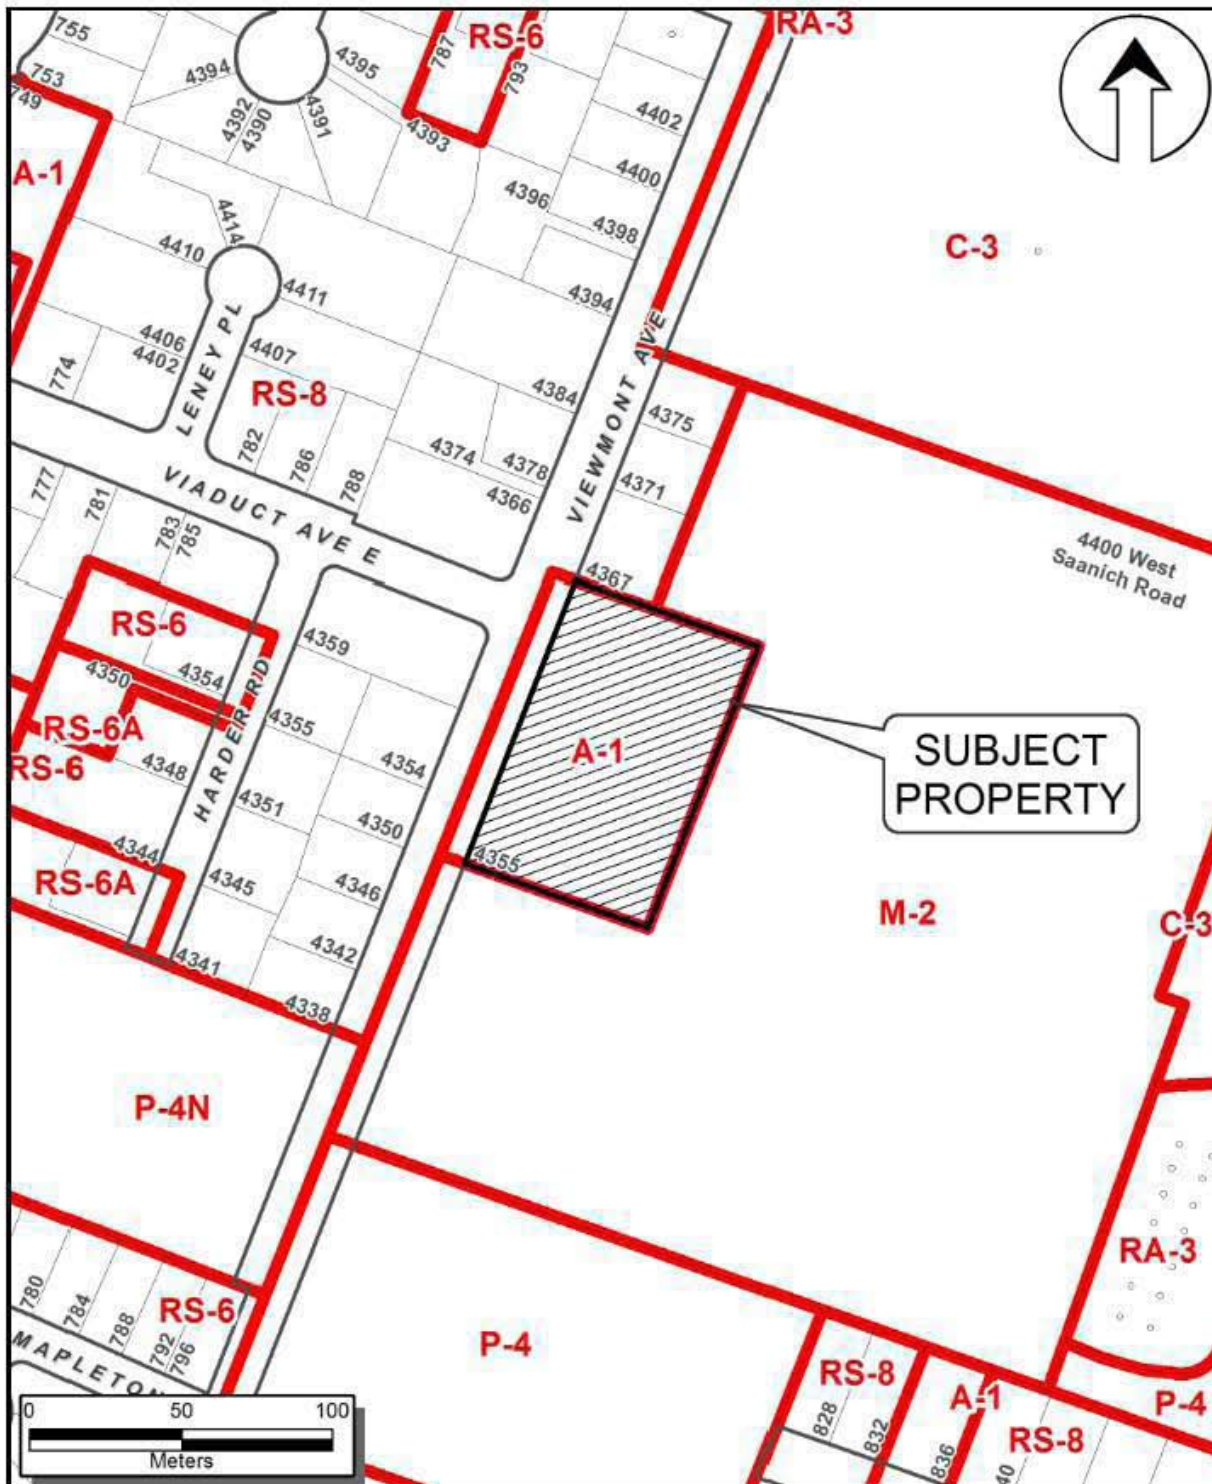 RS-6
RA-3
755
787
793
4394
4395
753
749
4392
4390
4391
4393
4402
A-1
4400
4396
4414
4398
C-3
4410
4411
4394
4406
4402
4407
774
LENEY PL
RS-8
4384
VIEWMONT AVE
4375
782
786
788
4374
4378
4366
4371
777
781
783
785
VIADUCT AVE E
4400 West
Saanich Road
4367
RS-6
4359
4350
4354
HARDER RD
RS-6A
RS-6
4355
4354
A-1
SUBJECT
PROPERTY
4348
4351
4350
4344
4355
RS-6A
4345
4346
M-2
C-3
4342
4341
4338
P-4N
RA-3
780
784
788
792
796
RS-6
P-4
MAPLETON
RS-8
A-1
P-4
828
832
836
RS-8
40
0 50 100
Meters